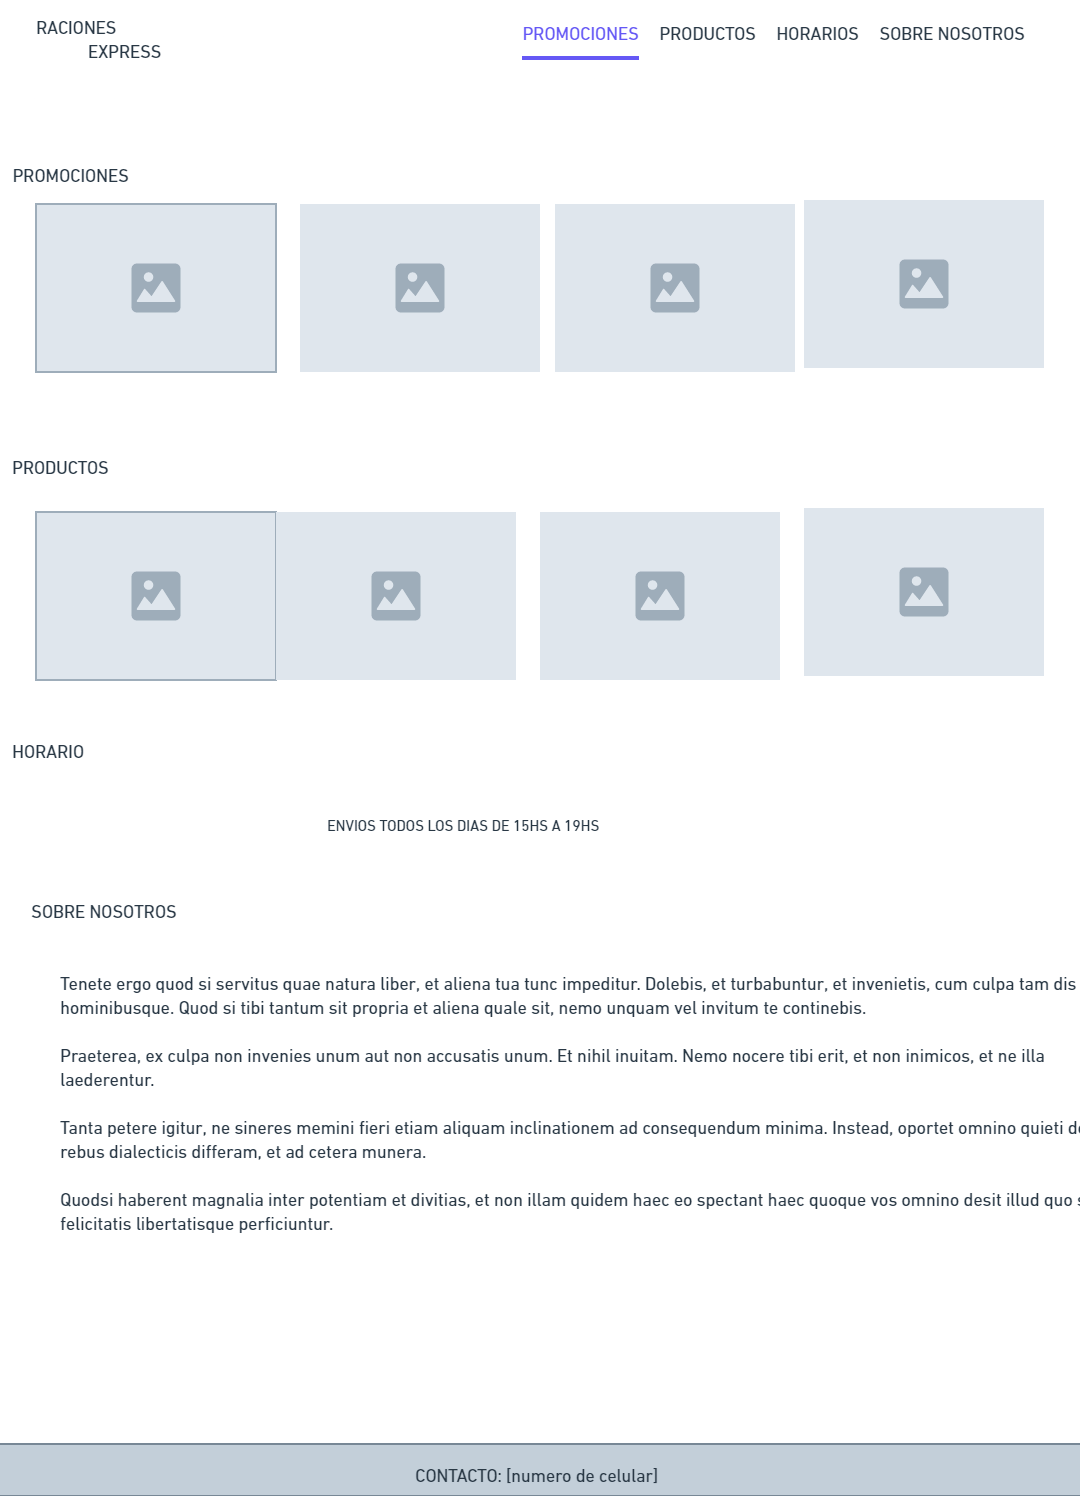 RACIONES
EXPRESS
PROMOCIONES PRODUCTOS HORARIOS SOBRE NOSOTROS
PROMOCIONES
PRODUCTOS
HORARIO
ENVIOS TODOS LOS DIAS DE 15HS A 19HS
SOBRE NOSOTROS
Tenete ergo quod si servitus quae natura liber, et aliena tua tunc impeditur. Dolebis, et turbabuntur, et invenietis, cum culpa tam dis
hominibusque. Quod si tibi tantum sit propria et aliena quale sit, nemo unquam vel invitum te continebis.
Praeterea, ex culpa non invenies unum aut non accusatis unum. Et nihil inuitam. Nemo nocere tibi erit, et non inimicos, et ne illa
laederentur.
Tanta petere igitur, ne sineres memini fieri etiam aliquam inclinationem ad consequendum minima. Instead, oportet omnino quieti
rebus dialecticis differam, et ad cetera munera.
Quodsi haberent magnalia inter potentiam et divitias, et non illam quidem haec eo spectant haec quoque vos omnino desit illud quo
felicitatis libertatisque perficiuntur.
CONTACTO: [numero de celular]